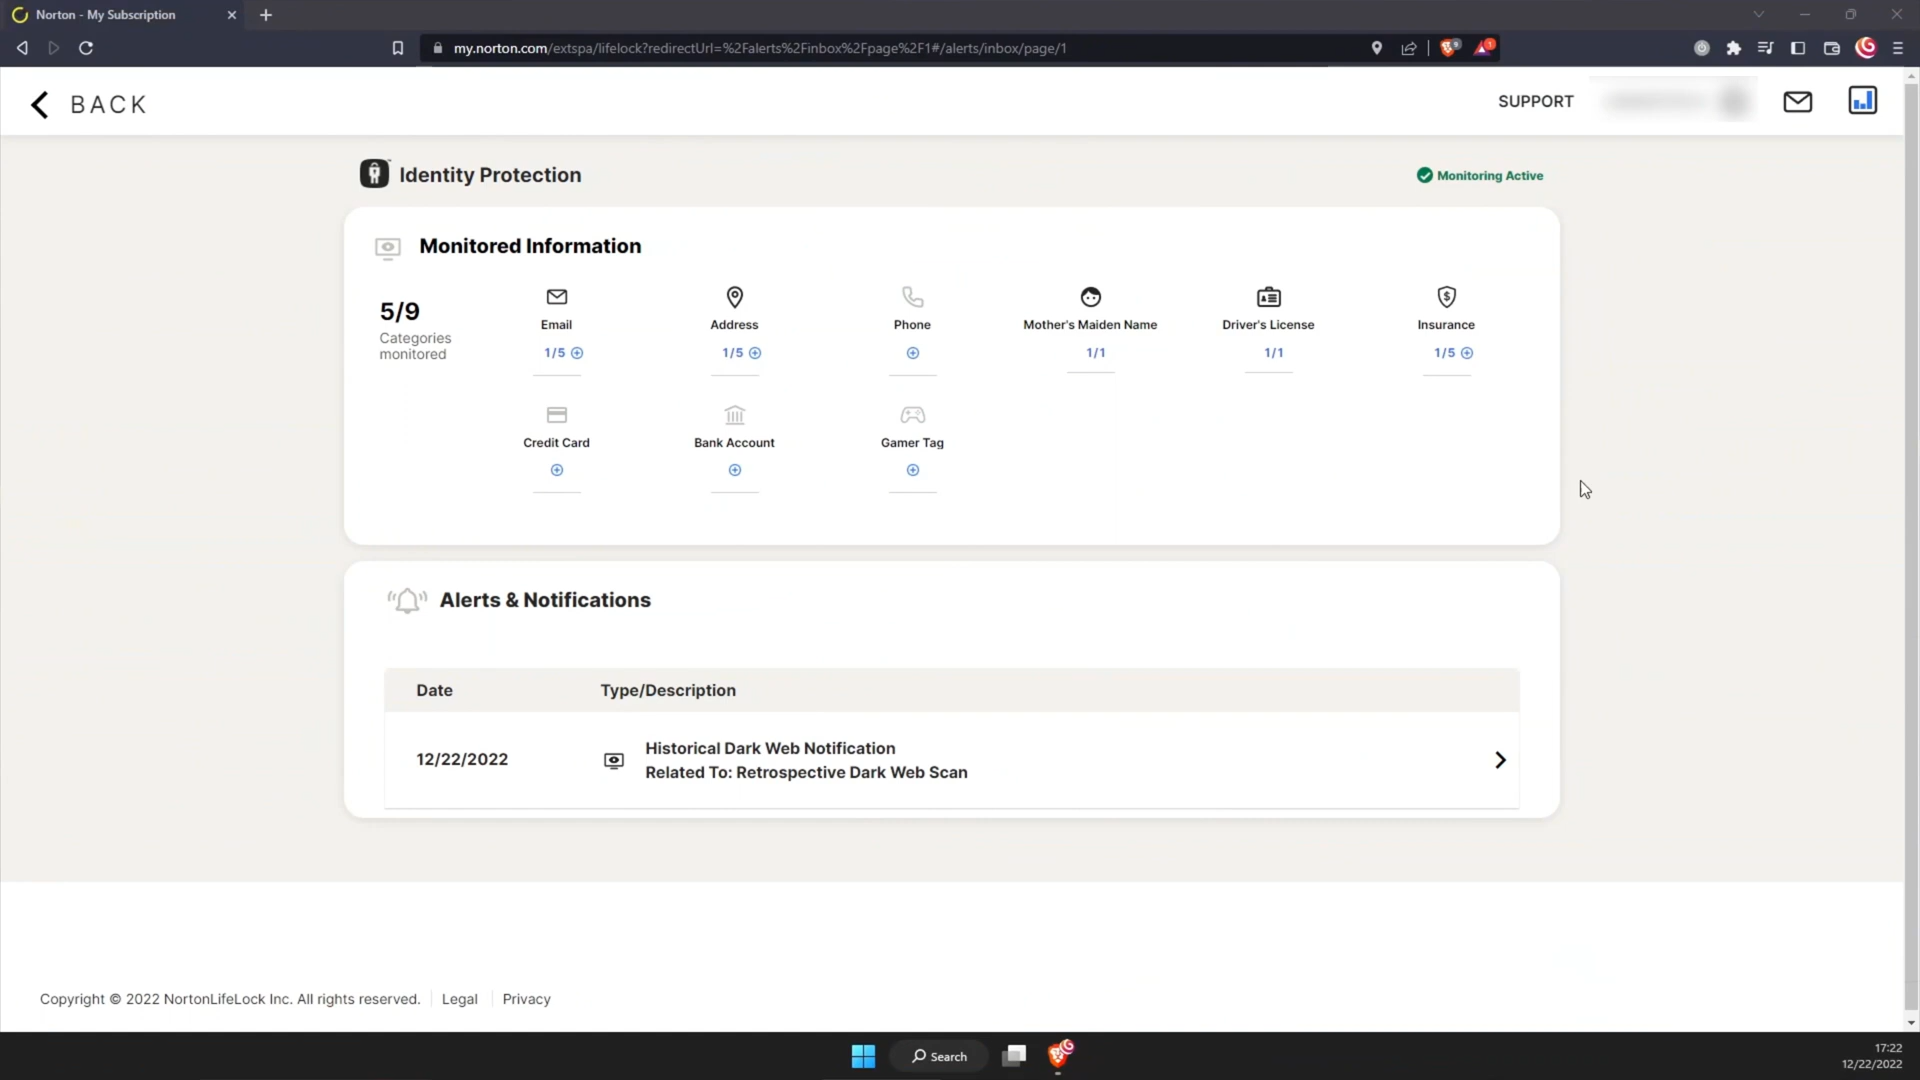 Norton - My Subscription
my.norton.com/extspa/lifelock?redirectUrl=%2Falerts%2Finbox%2Fpage%2F1#/alerts/inbox/page/1
BACK
SUPPORT
Identity Protection
Monitoring Active
Monitored Information
5/9
Categories
monitored
Email
1/5
Address
1/5
Phone
Mother's Maiden Name
1/1
Driver's License
1/1
Insurance
1/5
Credit Card
Bank Account
Gamer Tag
Alerts & Notifications
Date Type/Description
12/22/2022
Historical Dark Web Notification
Related To: Retrospective Dark Web Scan
Copyright © 2022 NortonLifeLock Inc. All rights reserved. Legal Privacy
Search
17:22
12/22/2022